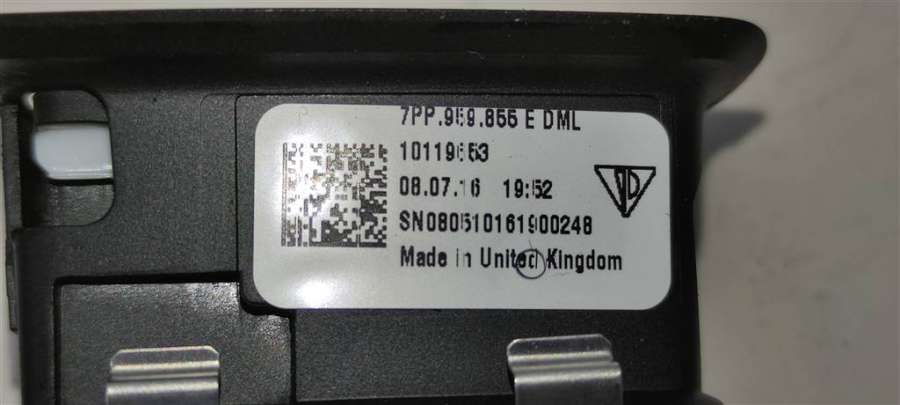 7PP.959.855 E DML
10119653
08.07.16 19:52
SN080510161900248
Made in United Kingdom